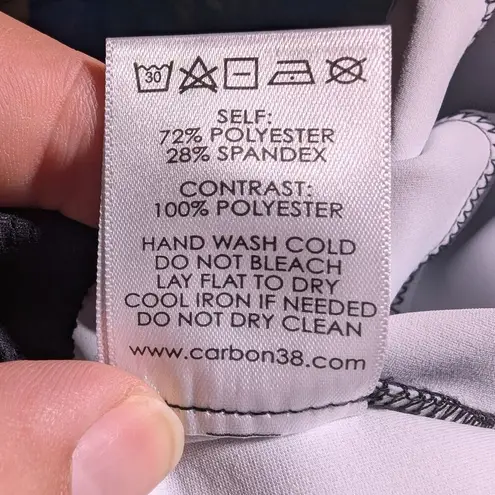 30
SELF:
72% POLYESTER
28% SPANDEX
CONTRAST:
100% POLYESTER
HAND WASH COLD
DO NOT BLEACH
LAY FLAT TO DRY
COOL IRON IF NEEDED
DO NOT DRY CLEAN
www.carbon38.com